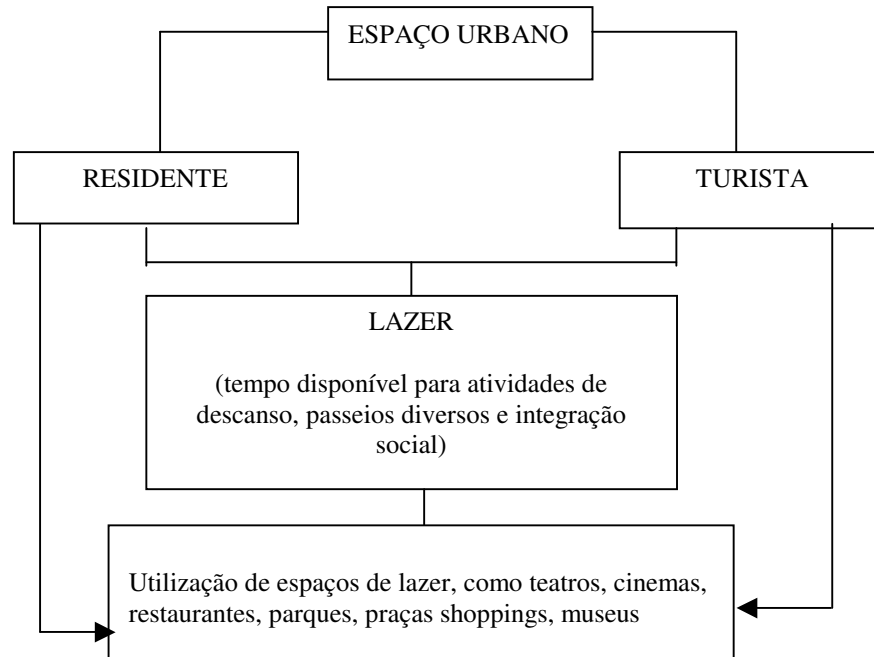 ESPAÇO URBANO
RESIDENTE
TURISTA
LAZER
(tempo disponível para atividades de
descanso, passeios diversos e integração
social)
Utilização de espaços de lazer, como teatros, cinemas,
restaurantes, parques, praças shoppings, museus